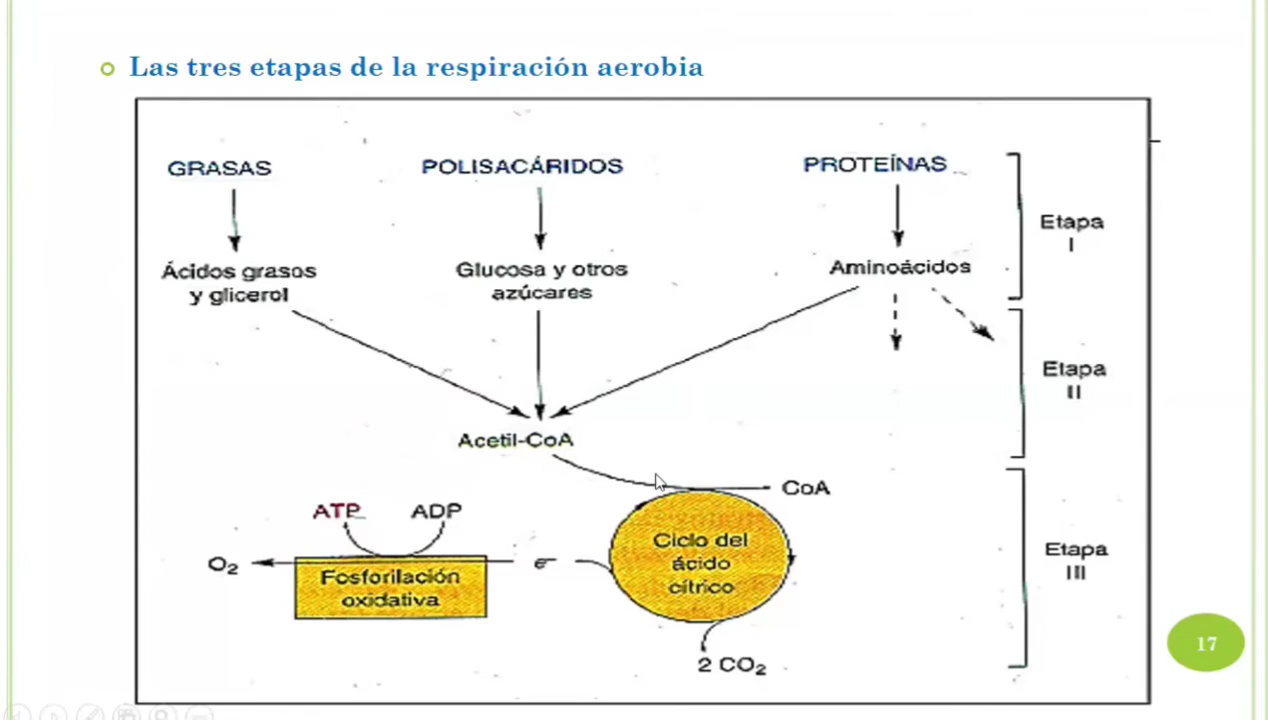 Las tres etapas de la respiración aerobia
GRASAS
POLISACÁRIDOS
PROTEÍNAS
Etapa
I
Ácidos grasos
y glicerol
Glucosa y otros
azúcares
Aminoácidos
Etapa
II
Acetil-CoA
CoA
ATP
ADP
Ciclo del
ácido
cítrico
O₂
e⁻
Fosforilación
oxidativa
Etapa
III
2 CO₂
17